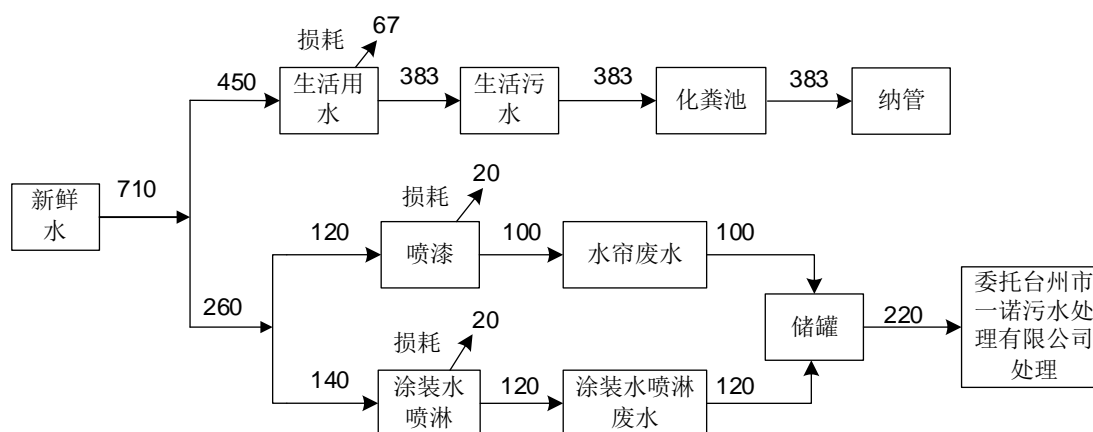 损耗
67
450
生活用
水
383
生活污
水
383
化粪池
383
纳管
新鲜
水
710
损耗
20
120
喷漆
100
水帘废水
100
260
储罐
220
委托台州市
一诺污水处
理有限公司
处理
损耗
20
140
涂装水
喷淋
120
涂装水喷淋
废水
120